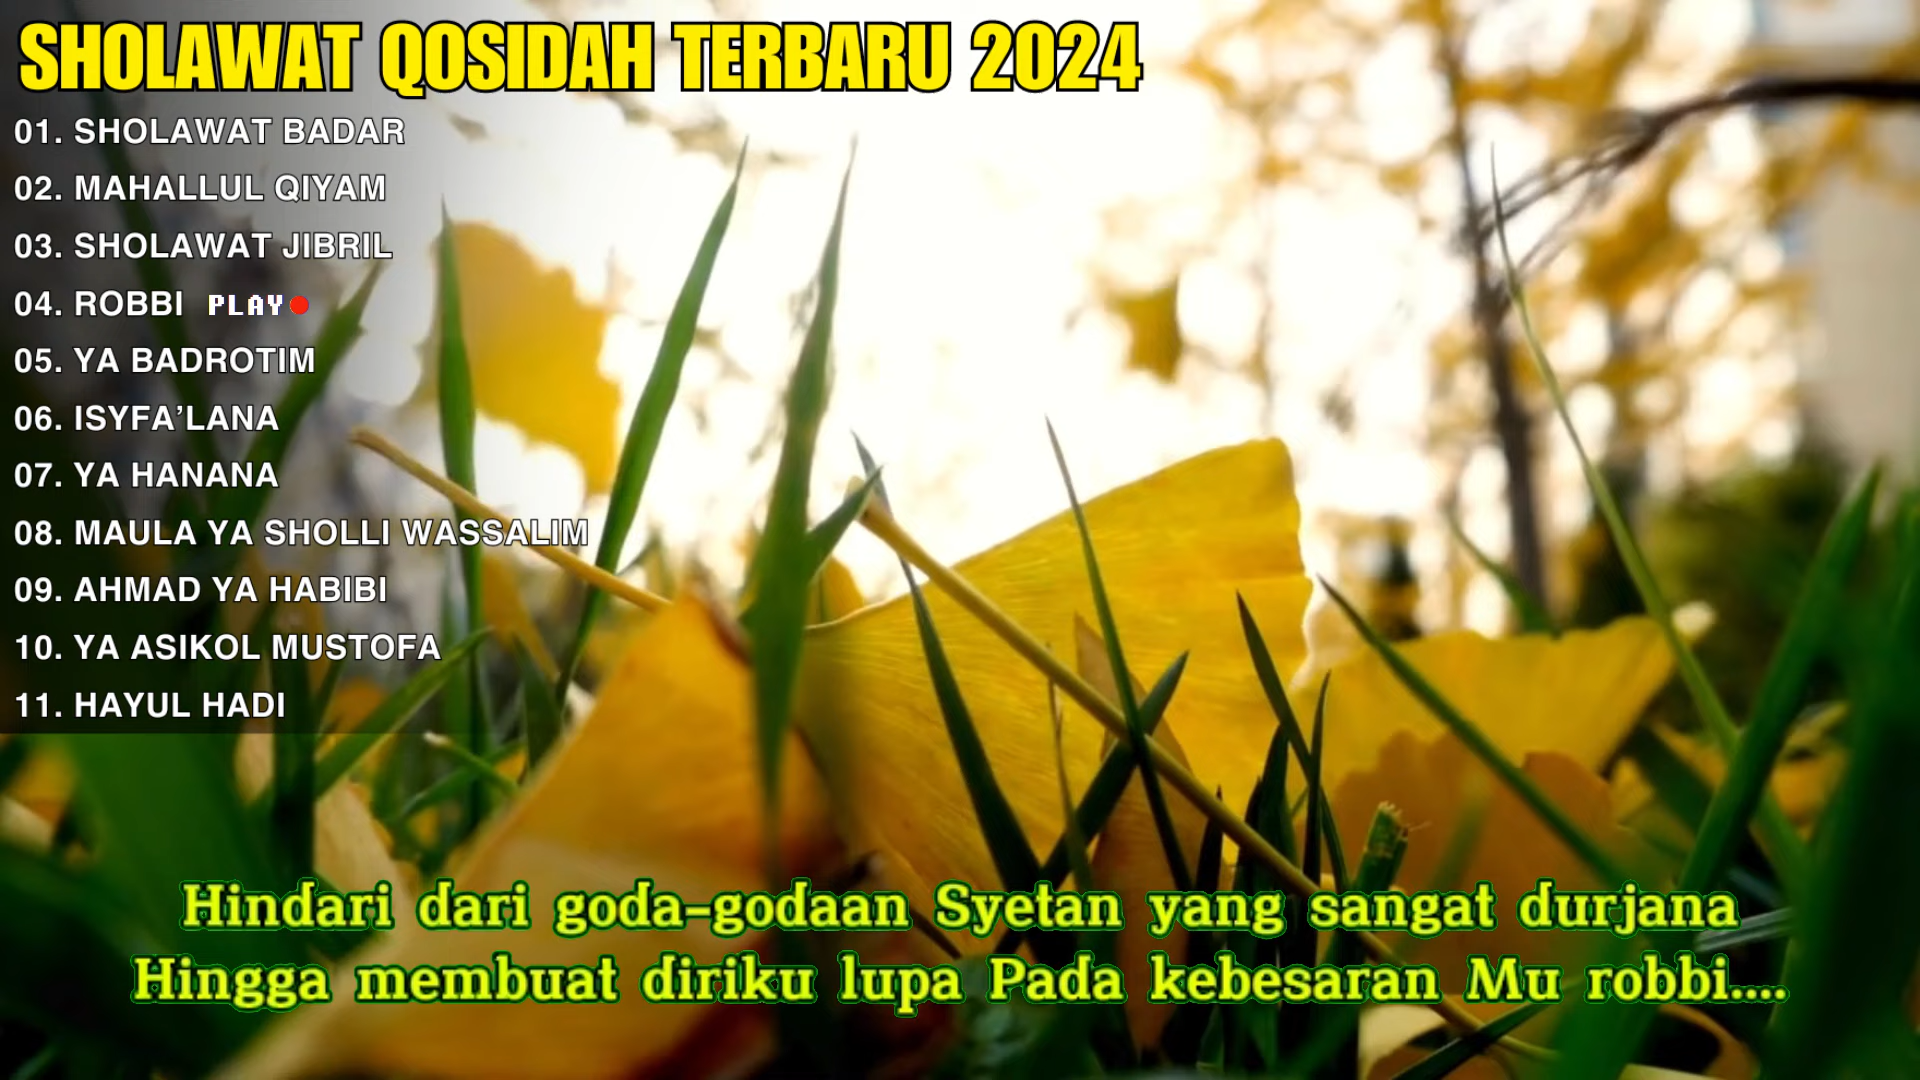 SHOLAWAT QOSIDAH TERBARU 2024
01. SHOLAWAT BADAR
02. MAHALLUL QIYAM
03. SHOLAWAT JIBRIL
04. ROBBI PLAY
05. YA BADROTIM
06. ISYFA’LANA
07. YA HANANA
08. MAULA YA SHOLLI WASSALIM
09. AHMAD YA HABIBI
10. YA ASIKOL MUSTOFA
11. HAYUL HADI
Hindari dari goda-godaan Syetan yang sangat durjana
Hingga membuat diriku lupa Pada kebesaran Mu robbi....